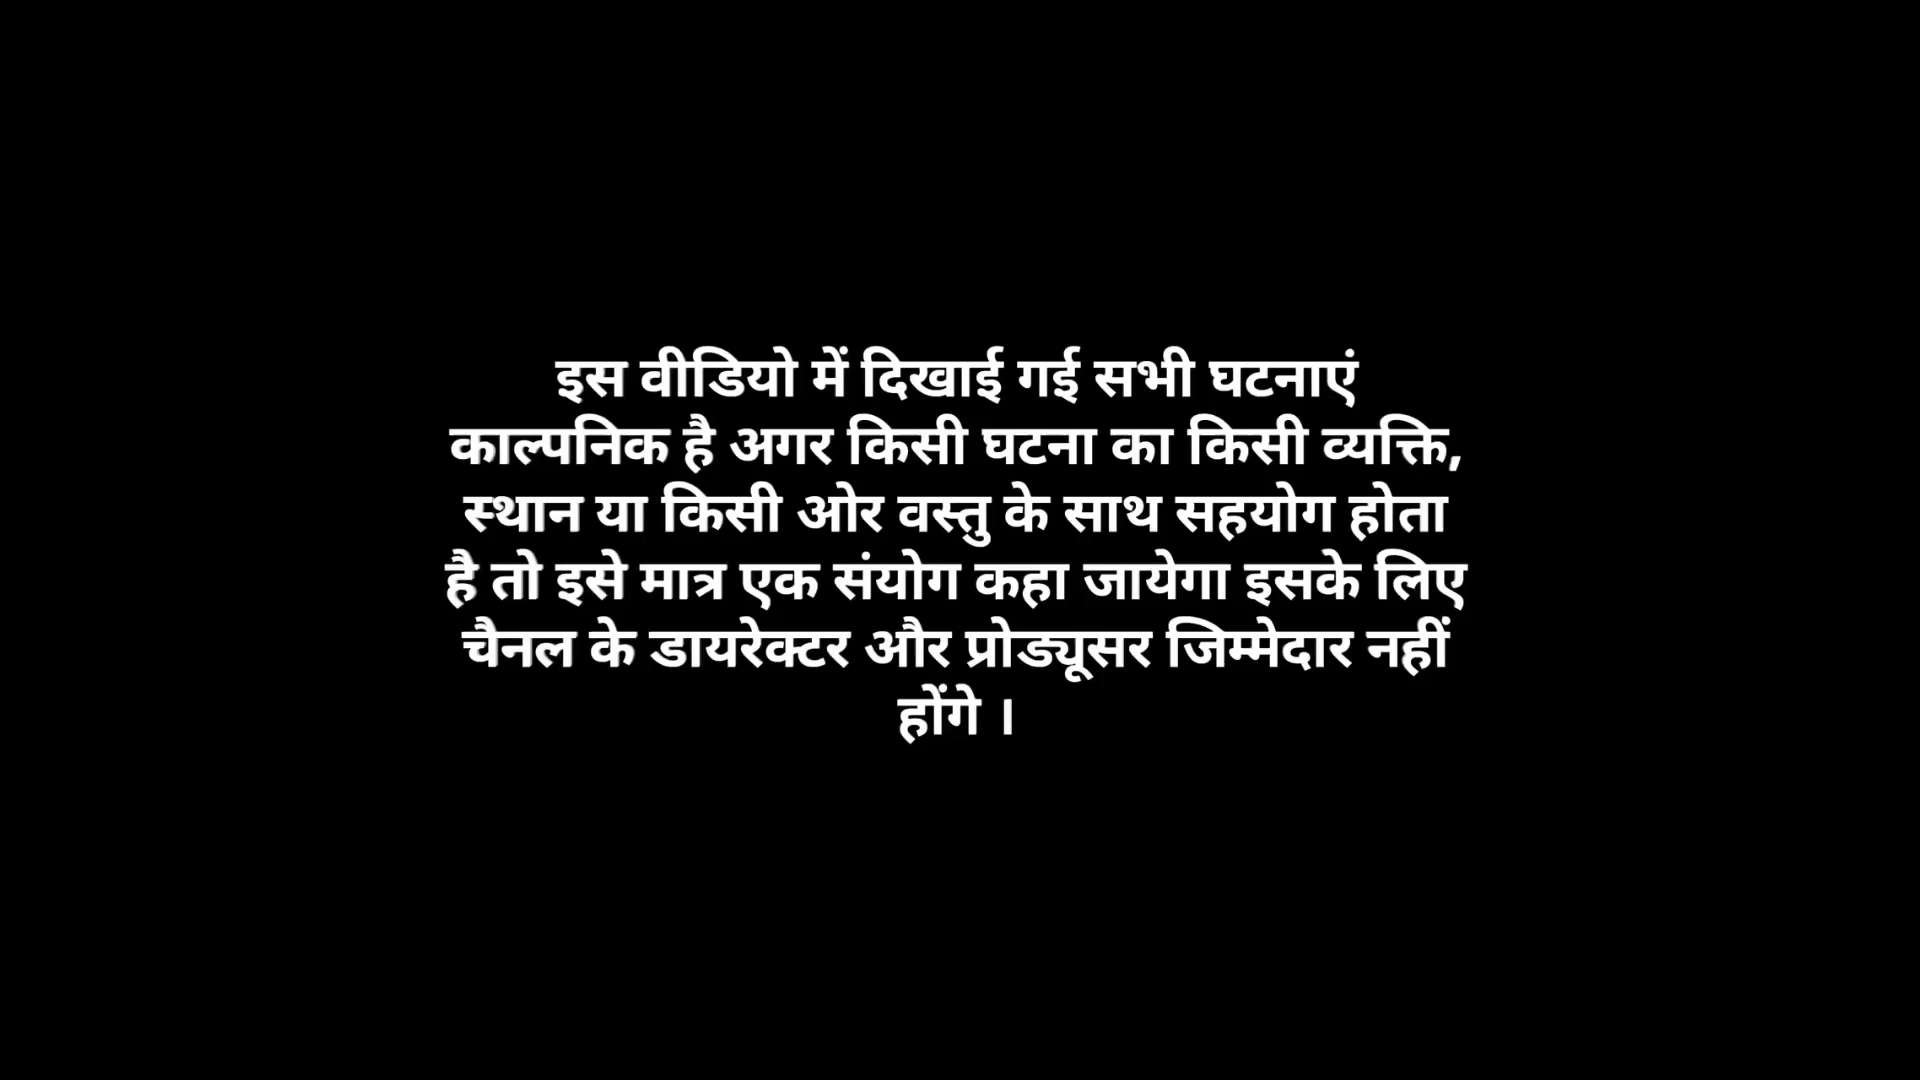 इस वीडियो में दिखाई गई सभी घटनाएं
काल्पनिक है अगर किसी घटना का किसी व्यक्ति,
स्थान या किसी ओर वस्तु के साथ सहयोग होता
है तो इसे मात्र एक संयोग कहा जायेगा इसके लिए
चैनल के डायरेक्टर और प्रोड्यूसर जिम्मेदार नहीं
होंगे ।